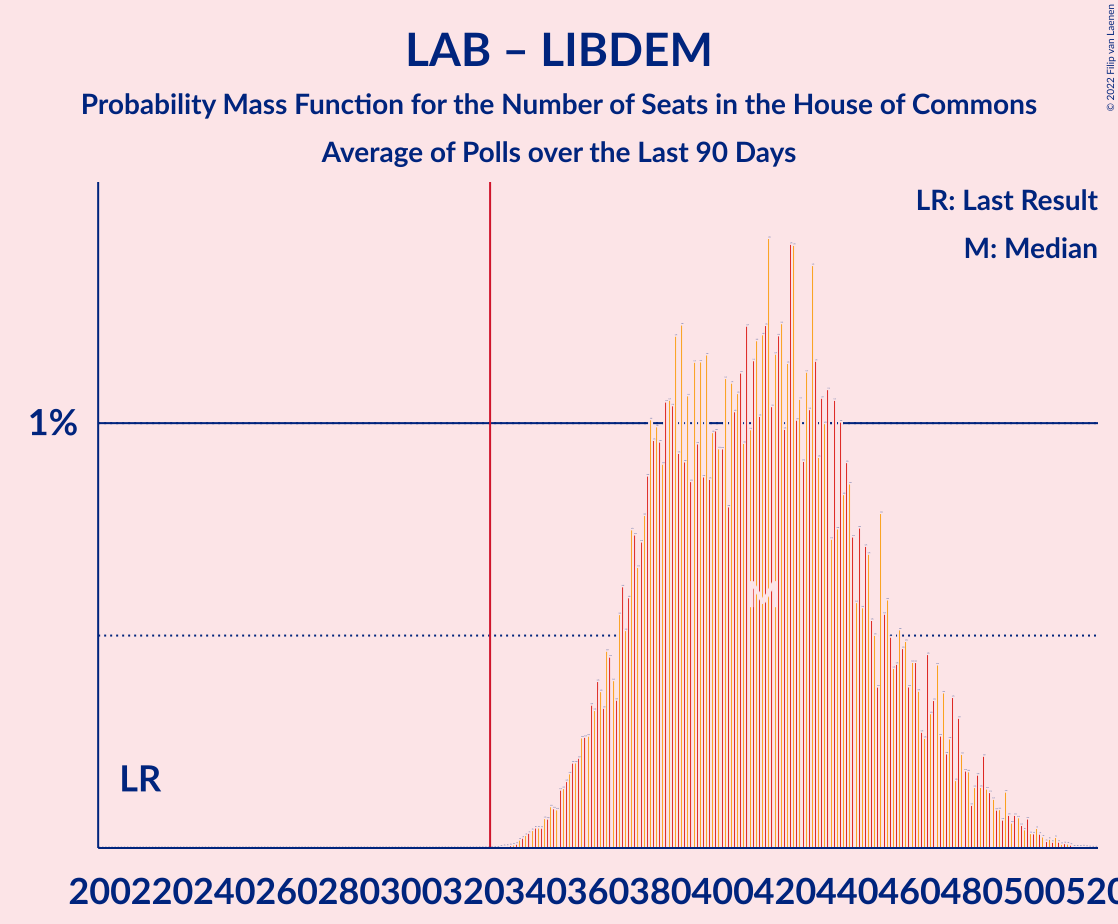 LAB – LIBDEM
Probability Mass Function for the Number of Seats in the House of Commons
Average of Polls over the Last 90 Days
© 2022 Filip van Laenen
LR: Last Result
M: Median
1%
M
LR
200220240260280300320340360380400420440460480500520